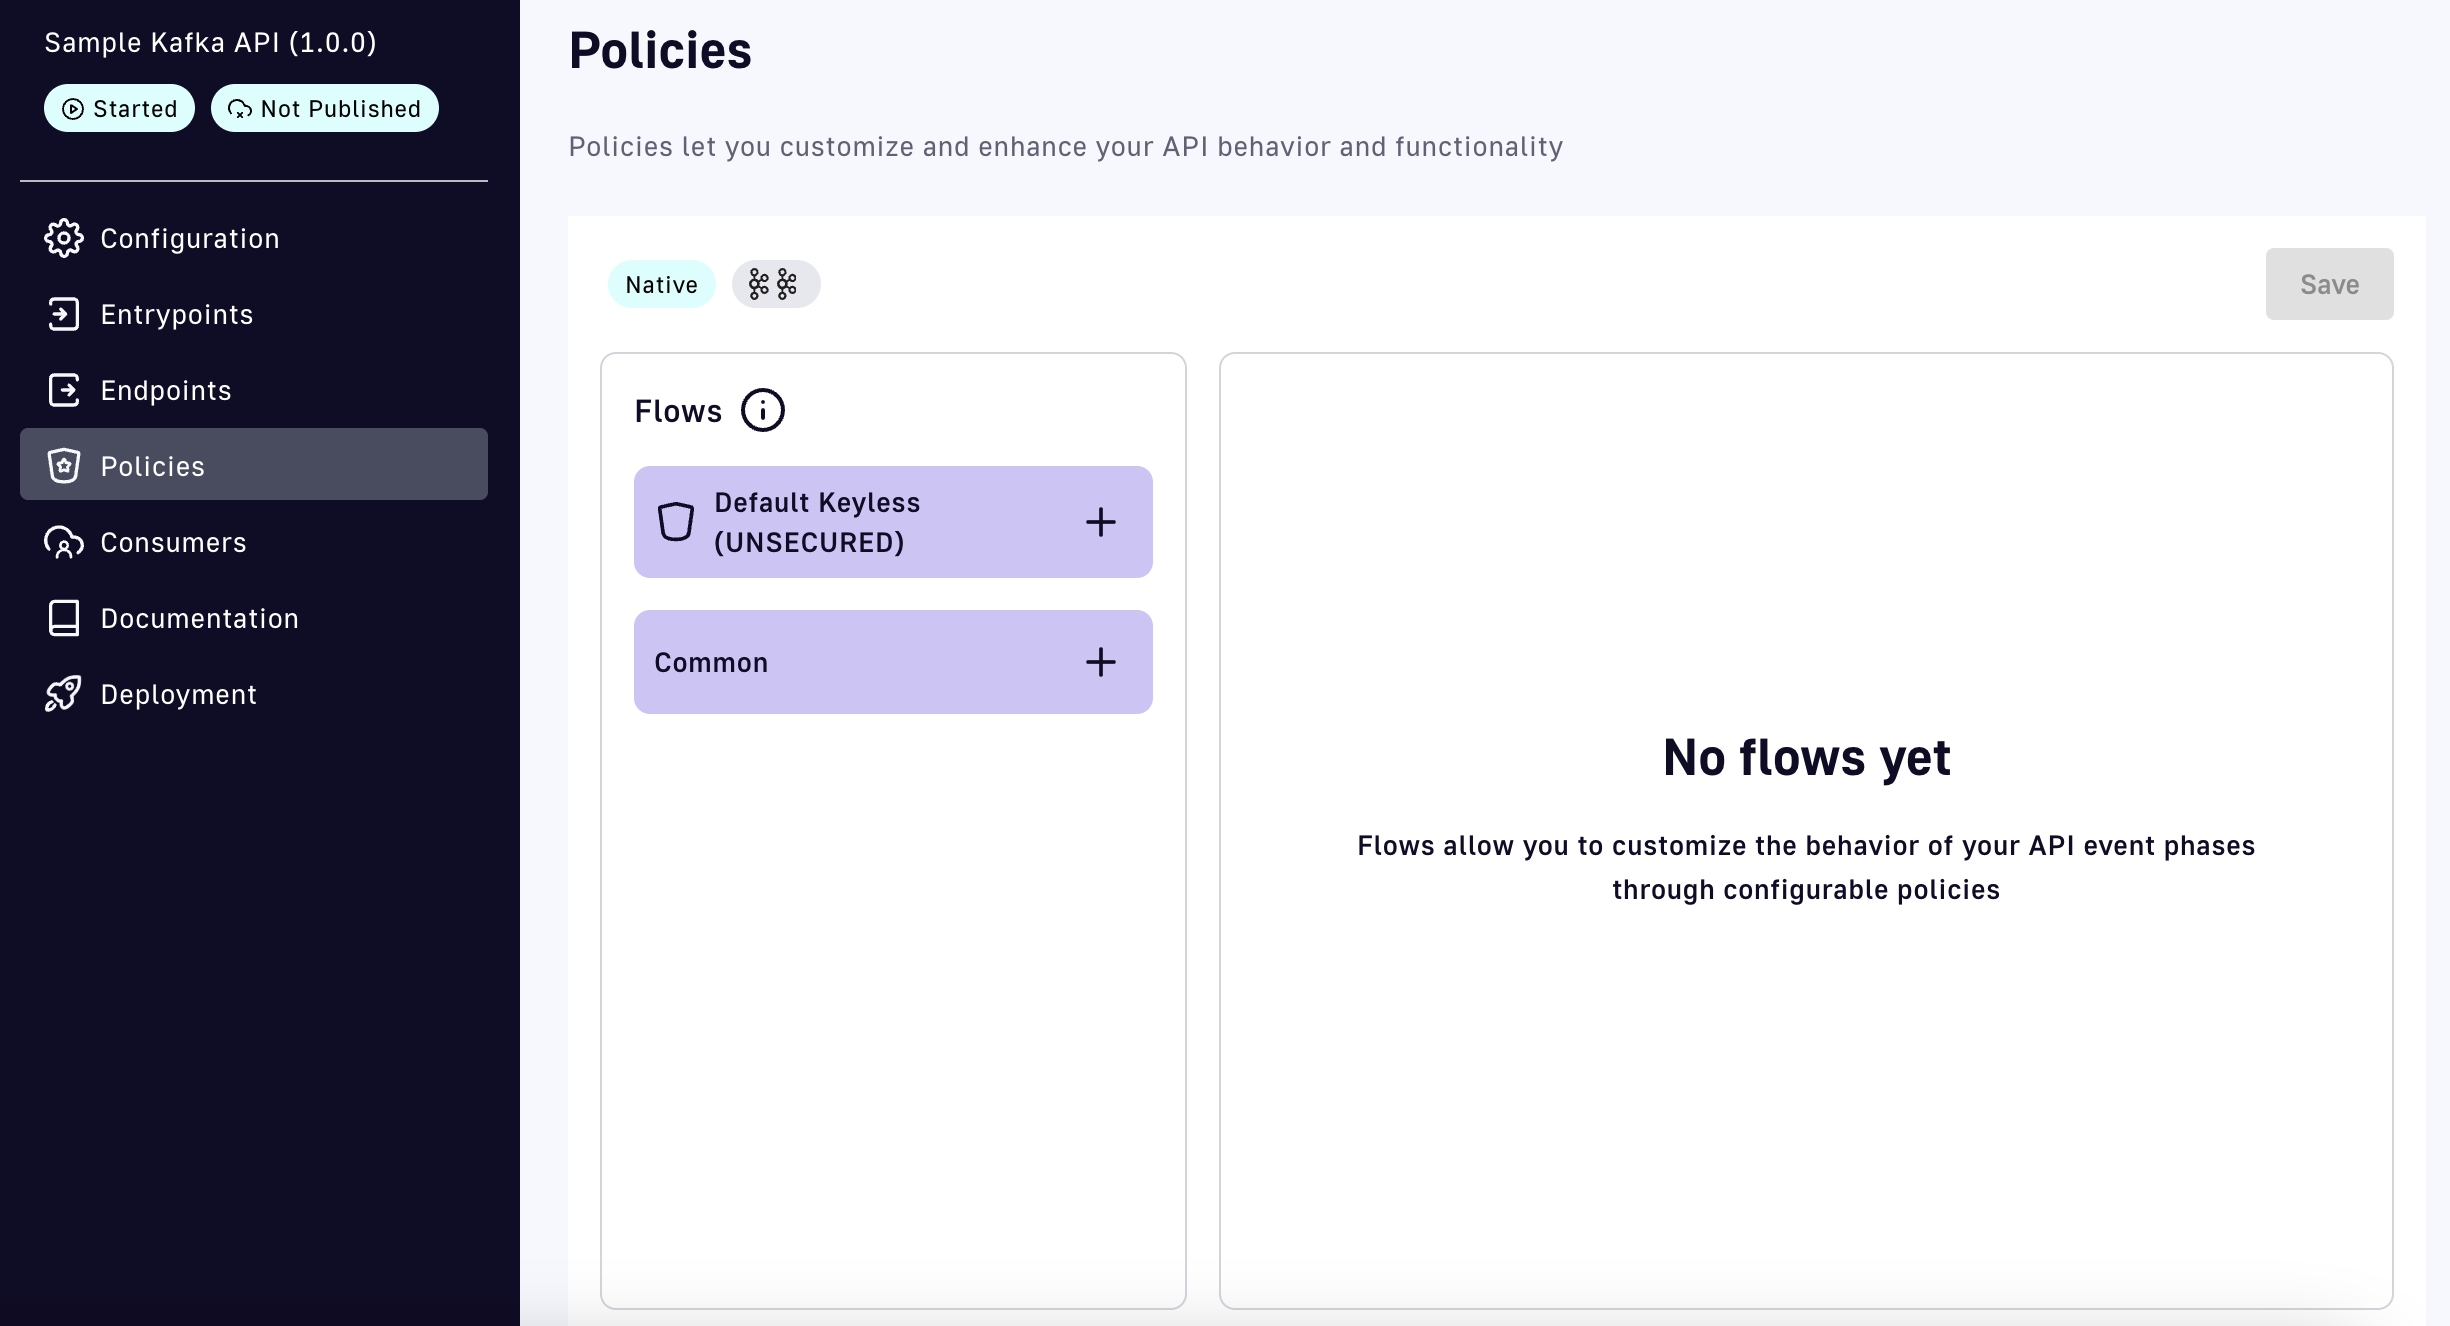 Sample Kafka API (1.0.0)
Started
Not Published
Configuration
Entrypoints
Endpoints
Policies
Consumers
Documentation
Deployment
Policies
Policies let you customize and enhance your API behavior and functionality
Native
Save
Flows
Default Keyless
(UNSECURED)
Common
No flows yet
Flows allow you to customize the behavior of your API event phases
through configurable policies